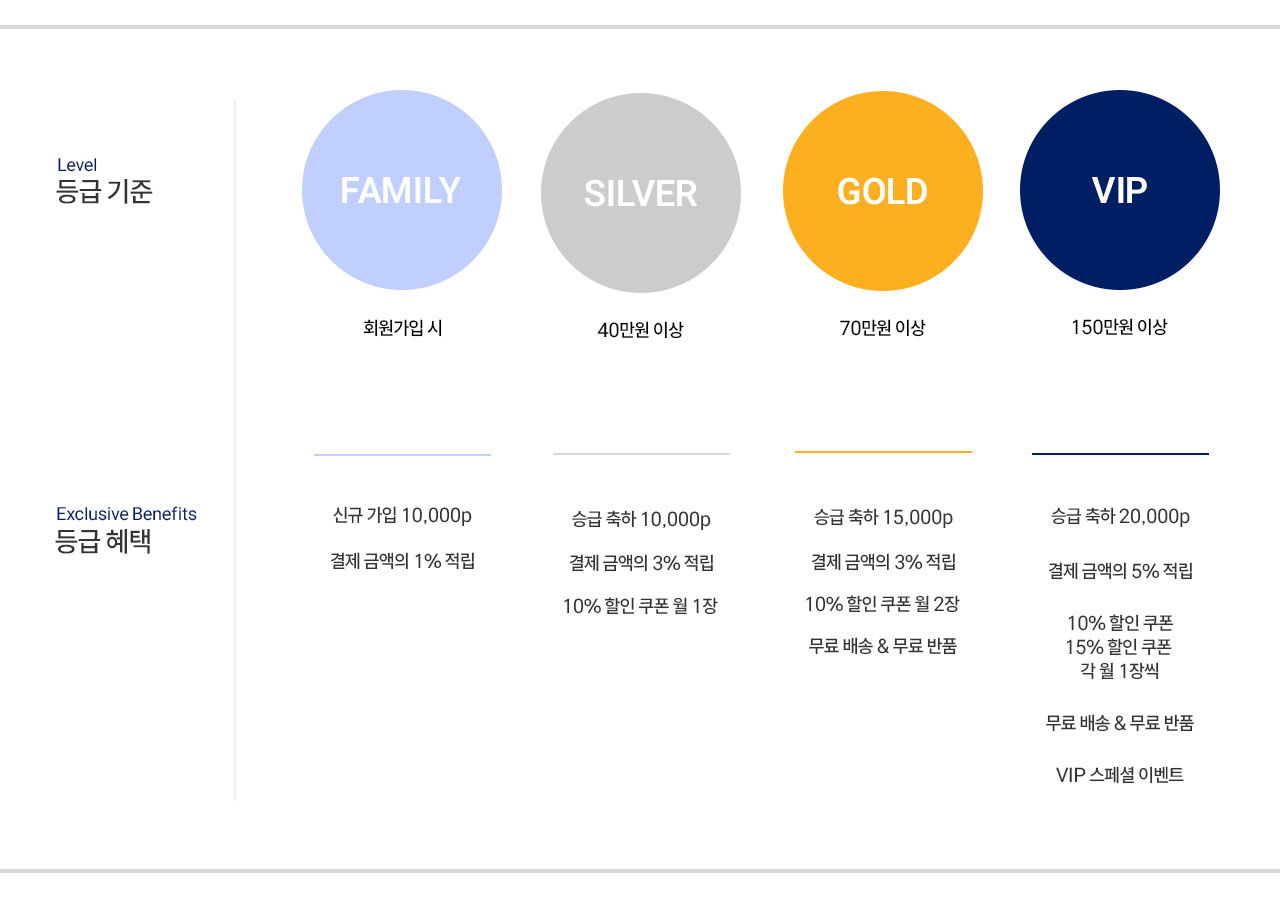 Level
등급 기준
FAMILY
SILVER
GOLD
VIP
회원가입 시
40만원 이상
70만원 이상
150만원 이상
Exclusive Benefits
등급 혜택
신규 가입 10,000p
결제 금액의 1% 적립
승급 축하 10,000p
결제 금액의 3% 적립
10% 할인 쿠폰 월 1장
승급 축하 15,000p
결제 금액의 3% 적립
10% 할인 쿠폰 월 2장
무료 배송 & 무료 반품
승급 축하 20,000p
결제 금액의 5% 적립
10% 할인 쿠폰
15% 할인 쿠폰
각 월 1장씩
무료 배송 & 무료 반품
VIP 스페셜 이벤트